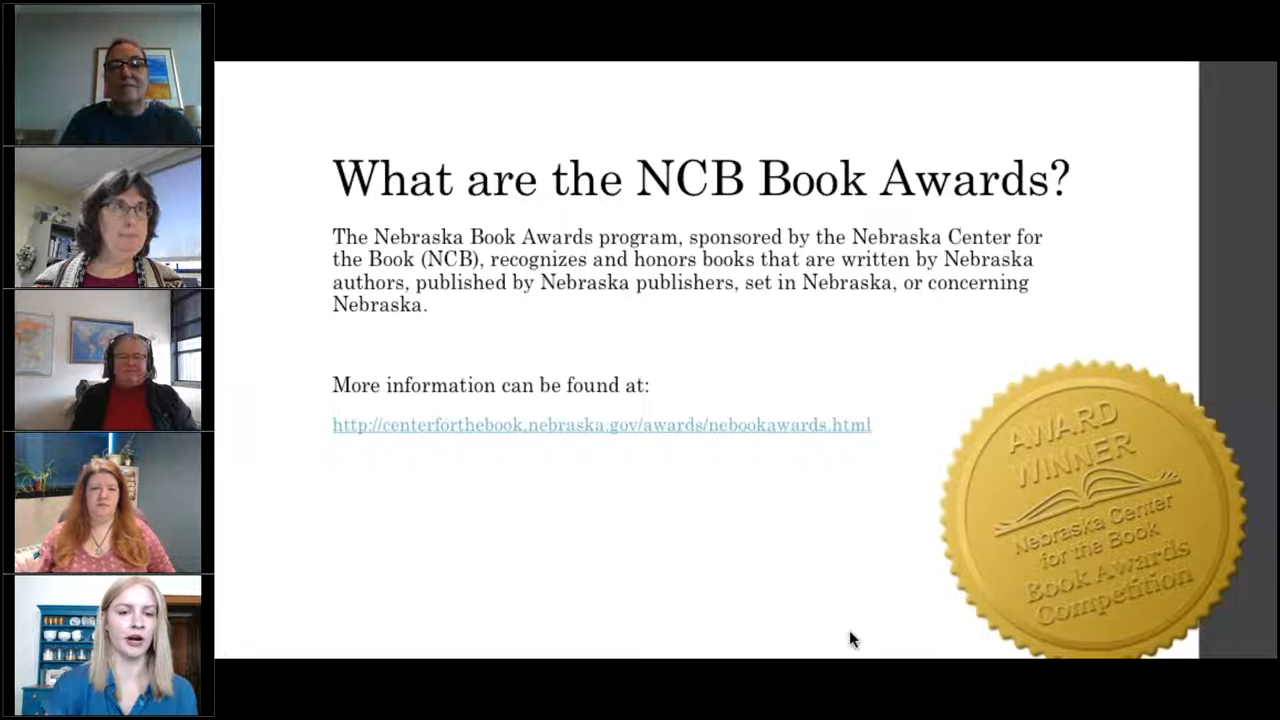 What are the NCB Book Awards?
The Nebraska Book Awards program, sponsored by the Nebraska Center for
the Book (NCB), recognizes and honors books that are written by Nebraska
authors, published by Nebraska publishers, set in Nebraska, or concerning
Nebraska.
More information can be found at:
http://centerforthebook.nebraska.gov/awards/nebookawards.html
AWARD
WINNER
Nebraska Center
for the Book
Book Awards
Competition